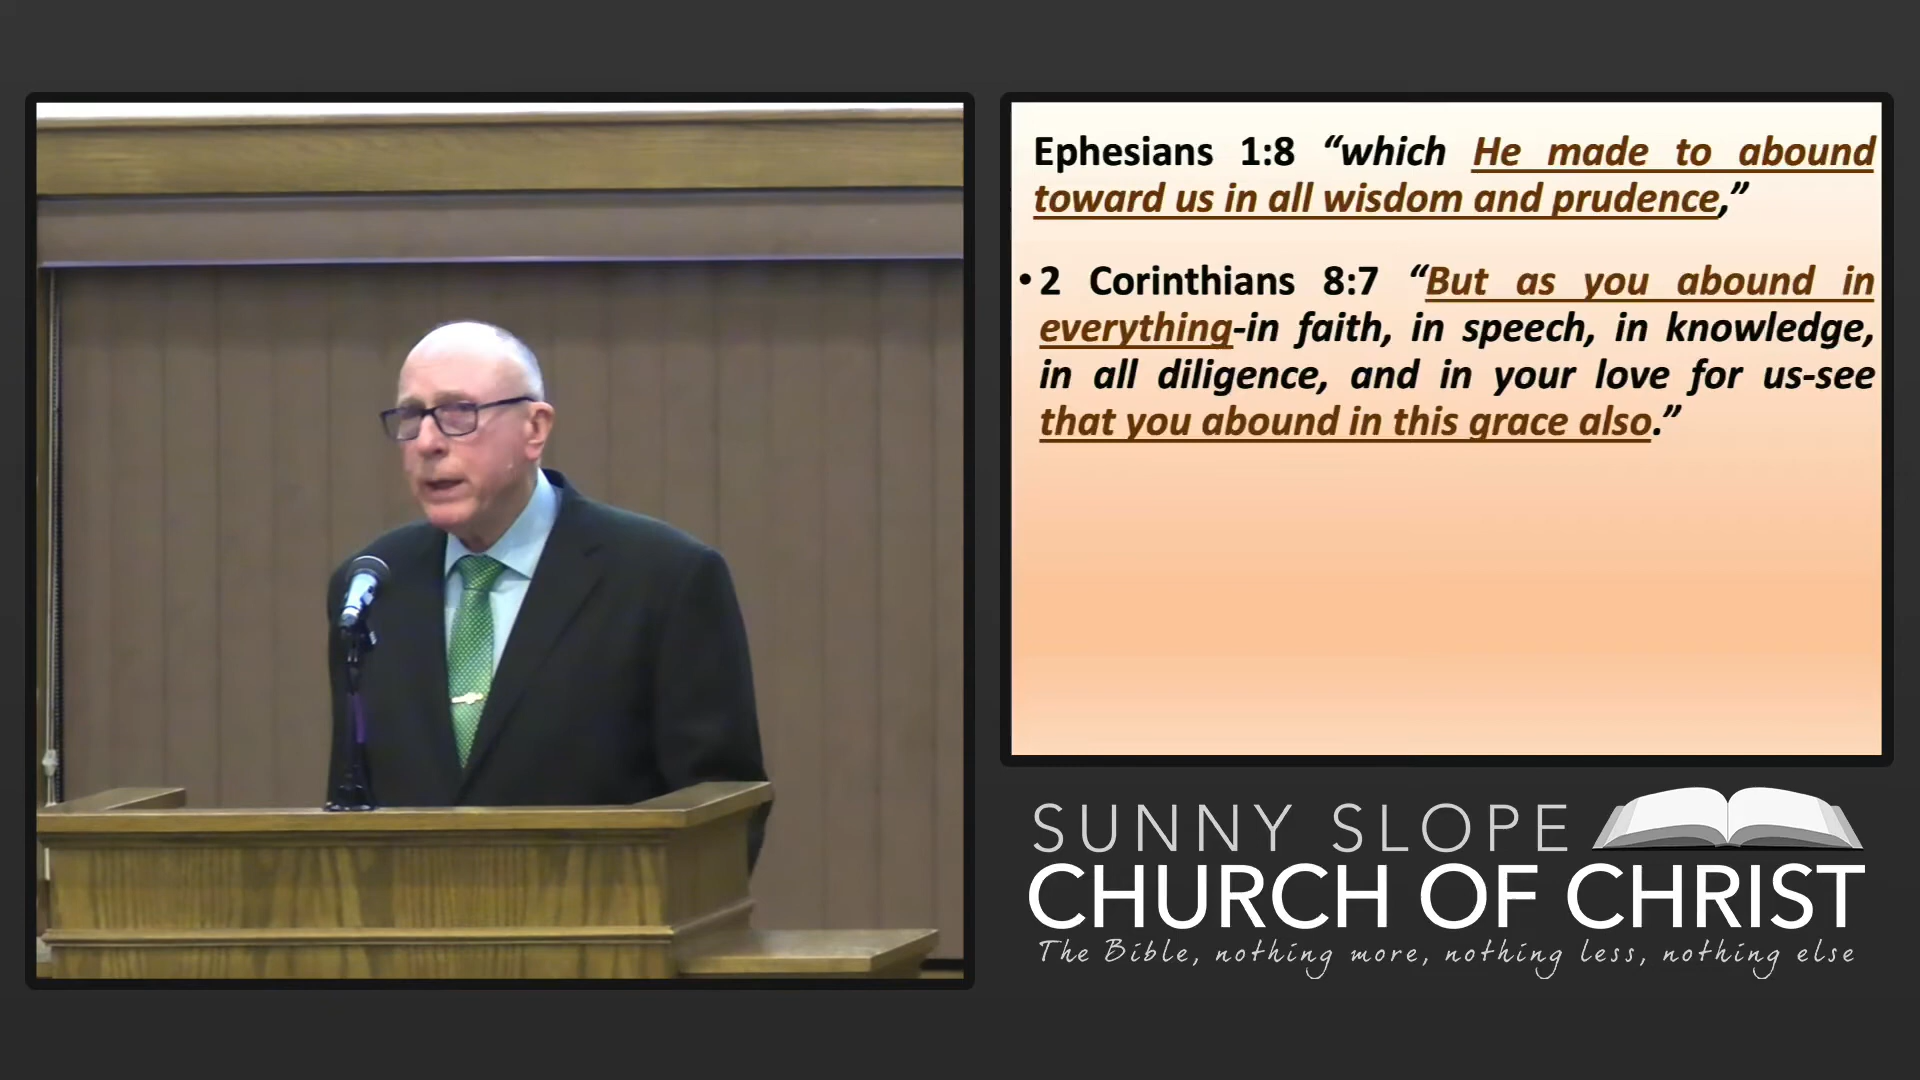 Ephesians 1:8 “which He made to abound
toward us in all wisdom and prudence,”
• 2 Corinthians 8:7 “But as you abound in
everything-in faith, in speech, in knowledge,
in all diligence, and in your love for us-see
that you abound in this grace also.”
SUNNY SLOPE
CHURCH OF CHRIST
The Bible, nothing more, nothing less, nothing else